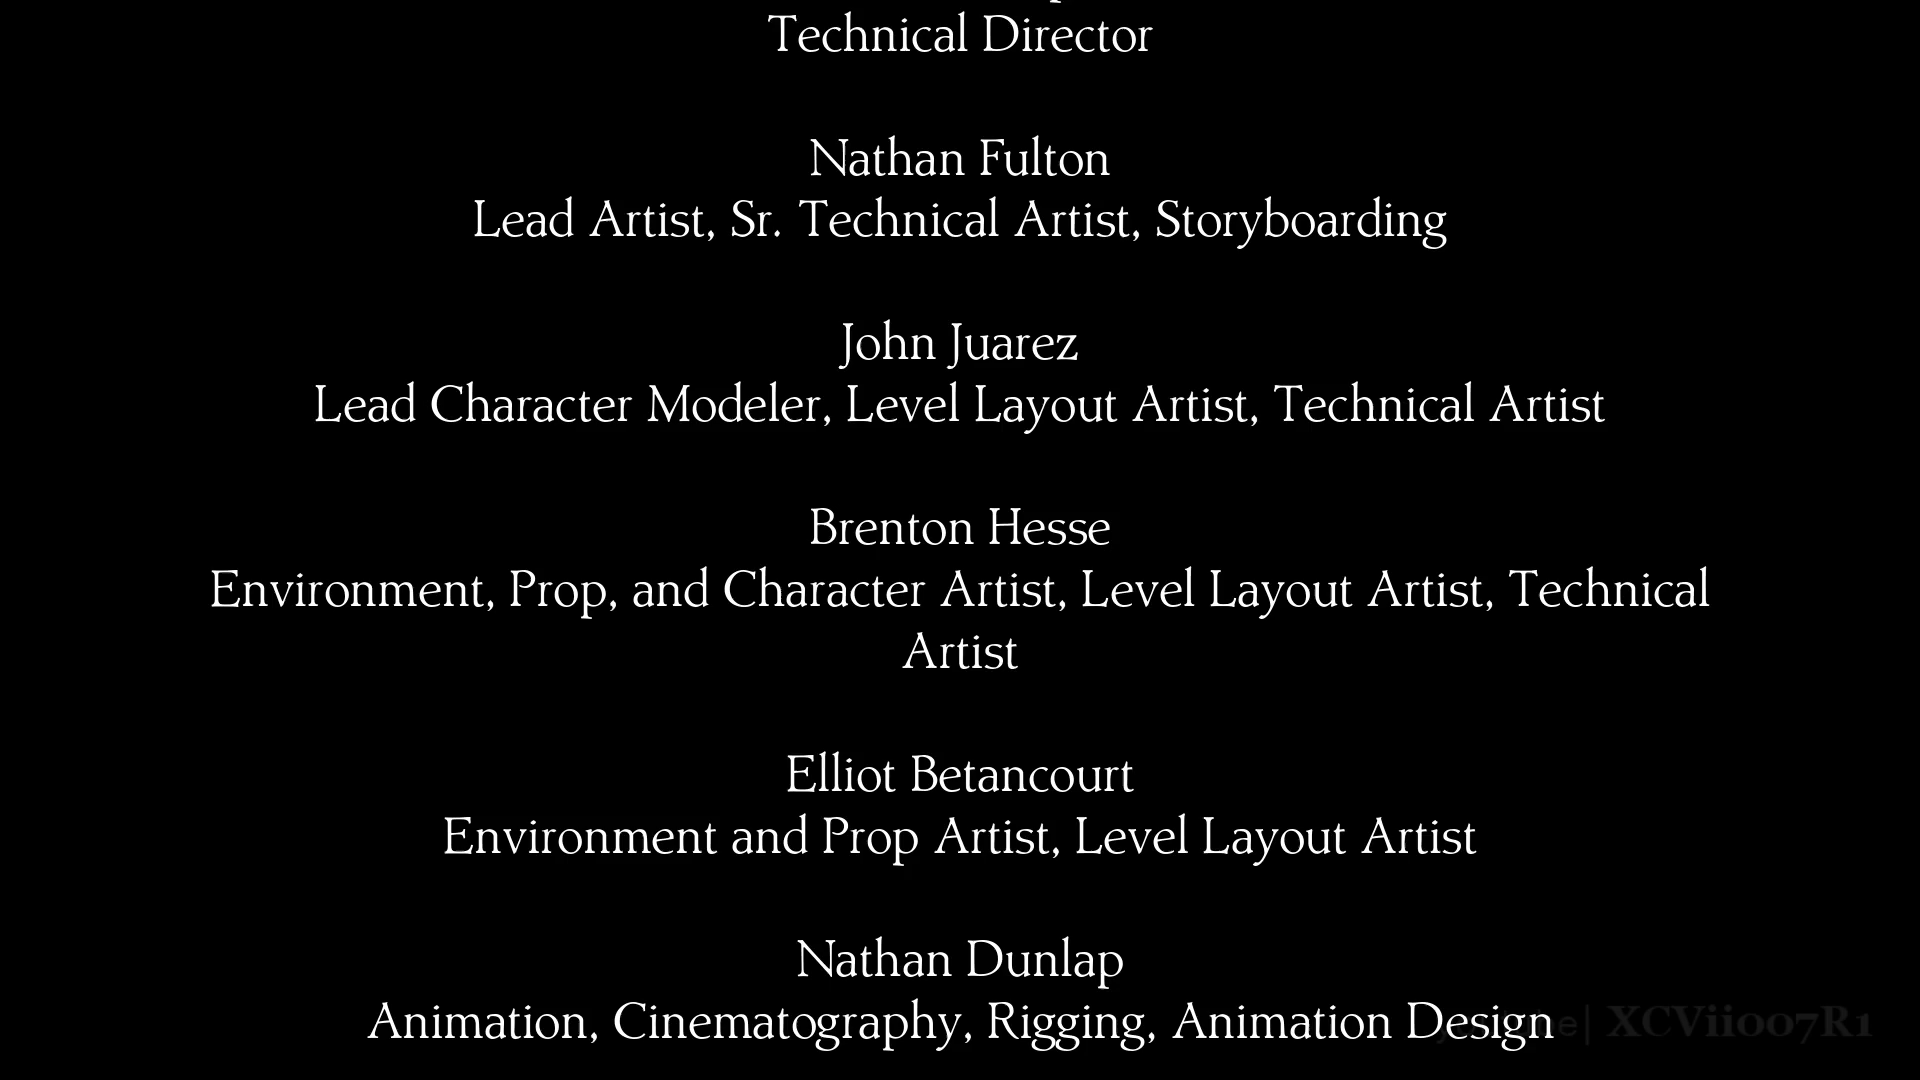 Technical Director
Nathan Fulton
Lead Artist, Sr. Technical Artist, Storyboarding
John Juarez
Lead Character Modeler, Level Layout Artist, Technical Artist
Brenton Hesse
Environment, Prop, and Character Artist, Level Layout Artist, Technical
Artist
Elliot Betancourt
Environment and Prop Artist, Level Layout Artist
Nathan Dunlap
Animation, Cinematography, Rigging, Animation Design
| XCVii007R1